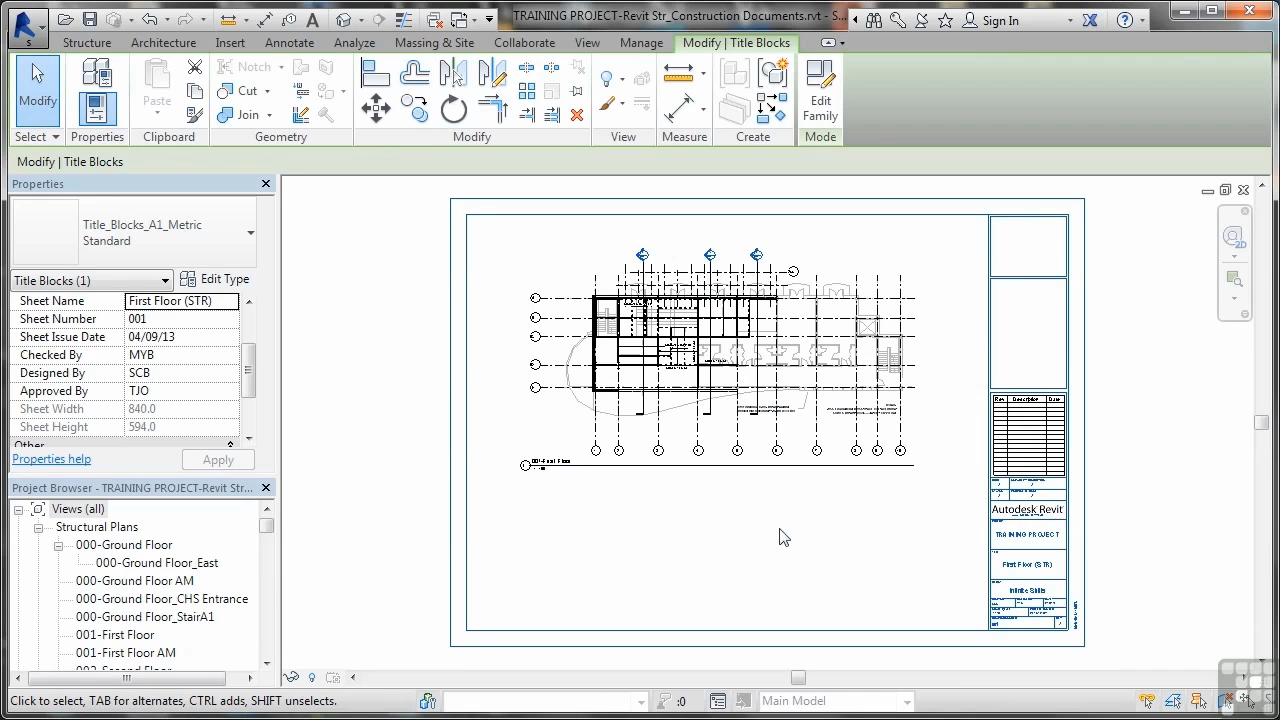 TRAINING PROJECT-Revit Str_Construction Documents.rvt - S...
Sign In
S
Structure Architecture Insert Annotate Analyze Massing & Site Collaborate View Manage Modify | Title Blocks
Modify
Paste
Notch
Cut
Join
Edit Family
Select Properties Clipboard Geometry Modify View Measure Create Mode
Modify | Title Blocks
Properties
Title_Blocks_A1_Metric
Standard
Title Blocks (1) Edit Type
Sheet Name First Floor (STR)
Sheet Number 001
Sheet Issue Date 04/09/13
Checked By MYB
Designed By SCB
Approved By TJO
Sheet Width 840.0
Sheet Height 594.0
Other
Properties help Apply
Project Browser - TRAINING PROJECT-Revit Str...
Views (all)
Structural Plans
000-Ground Floor
000-Ground Floor_East
000-Ground Floor AM
000-Ground Floor_CHS Entrance
000-Ground Floor_StairA1
001-First Floor
001-First Floor AM
002-Second Floor
2D
001-First Floor
Rev Description Date
Autodesk Revit
TRAINING PROJECT
First Floor (STR)
Infinite Skills
Click to select, TAB for alternates, CTRL adds, SHIFT unselects.
:0
Main Model